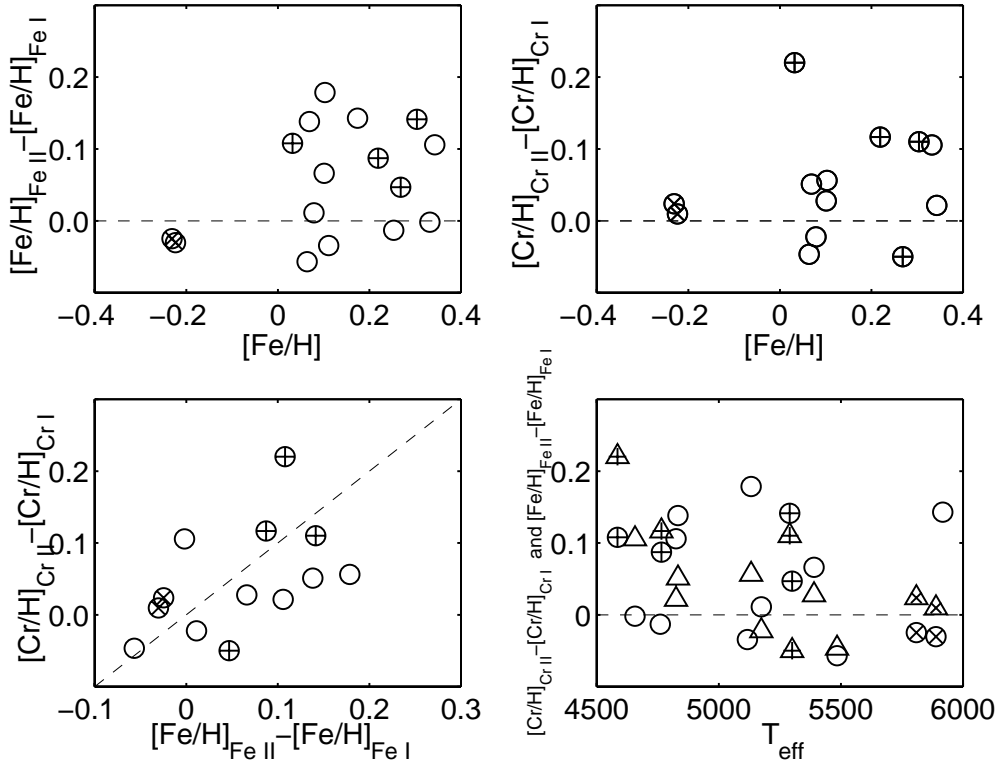 [Fe/H]Fe II−[Fe/H]Fe I
0.2
0.1
0.0
−0.4 −0.2 0 0.2 0.4
[Fe/H]
[Cr/H]Cr II−[Cr/H]Cr I
0.2
0.1
0.0
−0.4 −0.2 0 0.2 0.4
[Fe/H]
[Cr/H]Cr II−[Cr/H]Cr I
0.2
0.1
0
−0.1 0 0.1 0.2 0.3
[Fe/H]Fe II−[Fe/H]Fe I
[Cr/H]Cr II−[Cr/H]Cr I and [Fe/H]Fe II−[Fe/H]Fe I
0.2
0.1
0.0
4500 5000 5500 6000
Teff